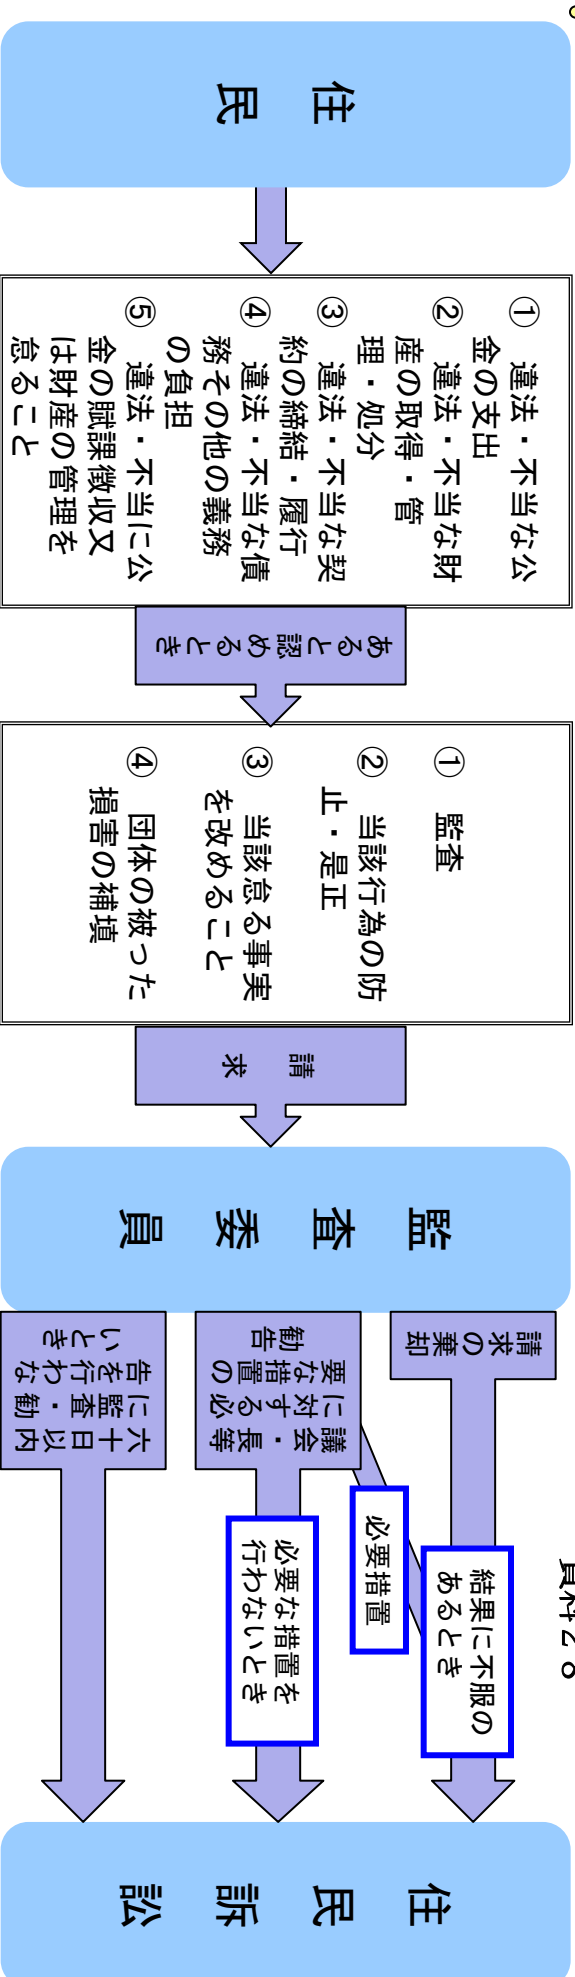 資料２８
住民
① 違法・不当な公
金の支出
② 違法・不当な財
産の取得・管
理・処分
③ 違法・不当な契
約の締結・履行
④ 違法・不当な債
務その他の義務
の負担
⑤ 違法・不当に公
金の賦課徴収又
は財産の管理を
怠ること
あると認めるとき
① 監査
② 当該行為の防
止・是正
③ 当該怠る事実
を改めること
④ 団体の被った
損害の補填
請求
監査委員
請求の棄却
結果に不服の
あるとき
必要措置
議会・長等
に対する必
要な措置の
勧告
必要な措置を
行わないとき
六十日以内
に監査・勧
告を行わな
いとき
住民訴訟